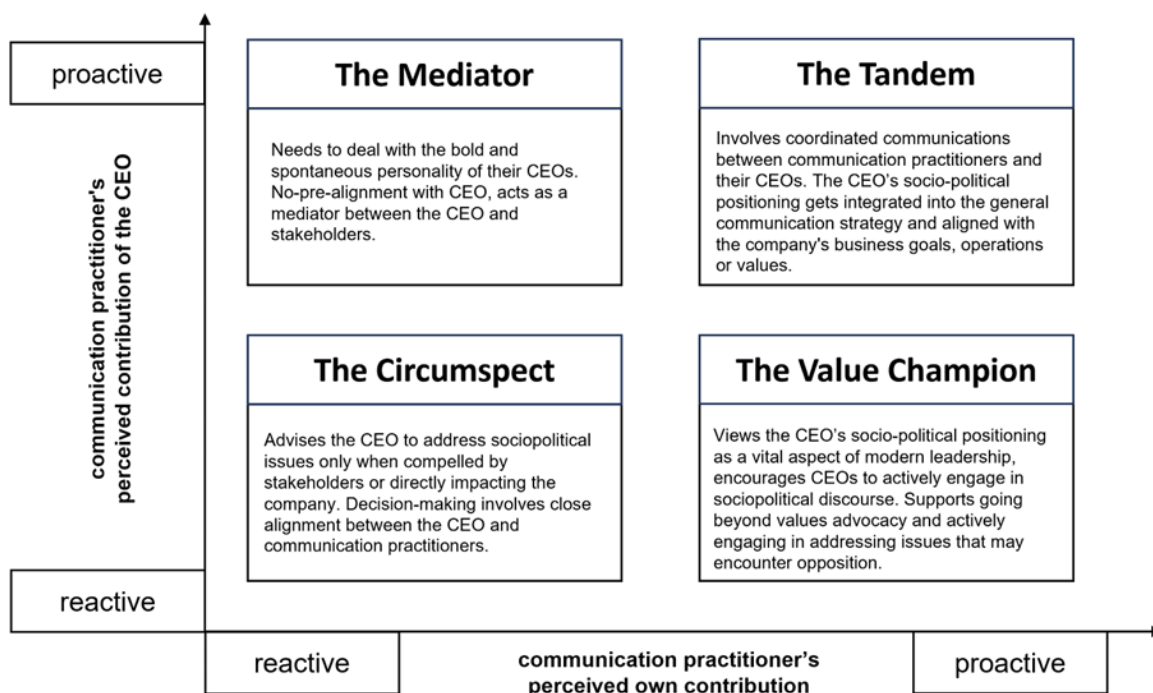 proactive
communication practitioner's
perceived contribution of the CEO
reactive
The Mediator
Needs to deal with the bold and
spontaneous personality of their CEOs.
No-pre-alignment with CEO, acts as a
mediator between the CEO and
stakeholders.
The Tandem
Involves coordinated communications
between communication practitioners and
their CEOs. The CEO's socio-political
positioning gets integrated into the general
communication strategy and aligned with
the company's business goals, operations
or values.
The Circumspect
Advises the CEO to address sociopolitical
issues only when compelled by
stakeholders or directly impacting the
company. Decision-making involves close
alignment between the CEO and
communication practitioners.
The Value Champion
Views the CEO's socio-political positioning
as a vital aspect of modern leadership,
encourages CEOs to actively engage in
sociopolitical discourse. Supports going
beyond values advocacy and actively
engaging in addressing issues that may
encounter opposition.
reactive
communication practitioner's
perceived own contribution
proactive